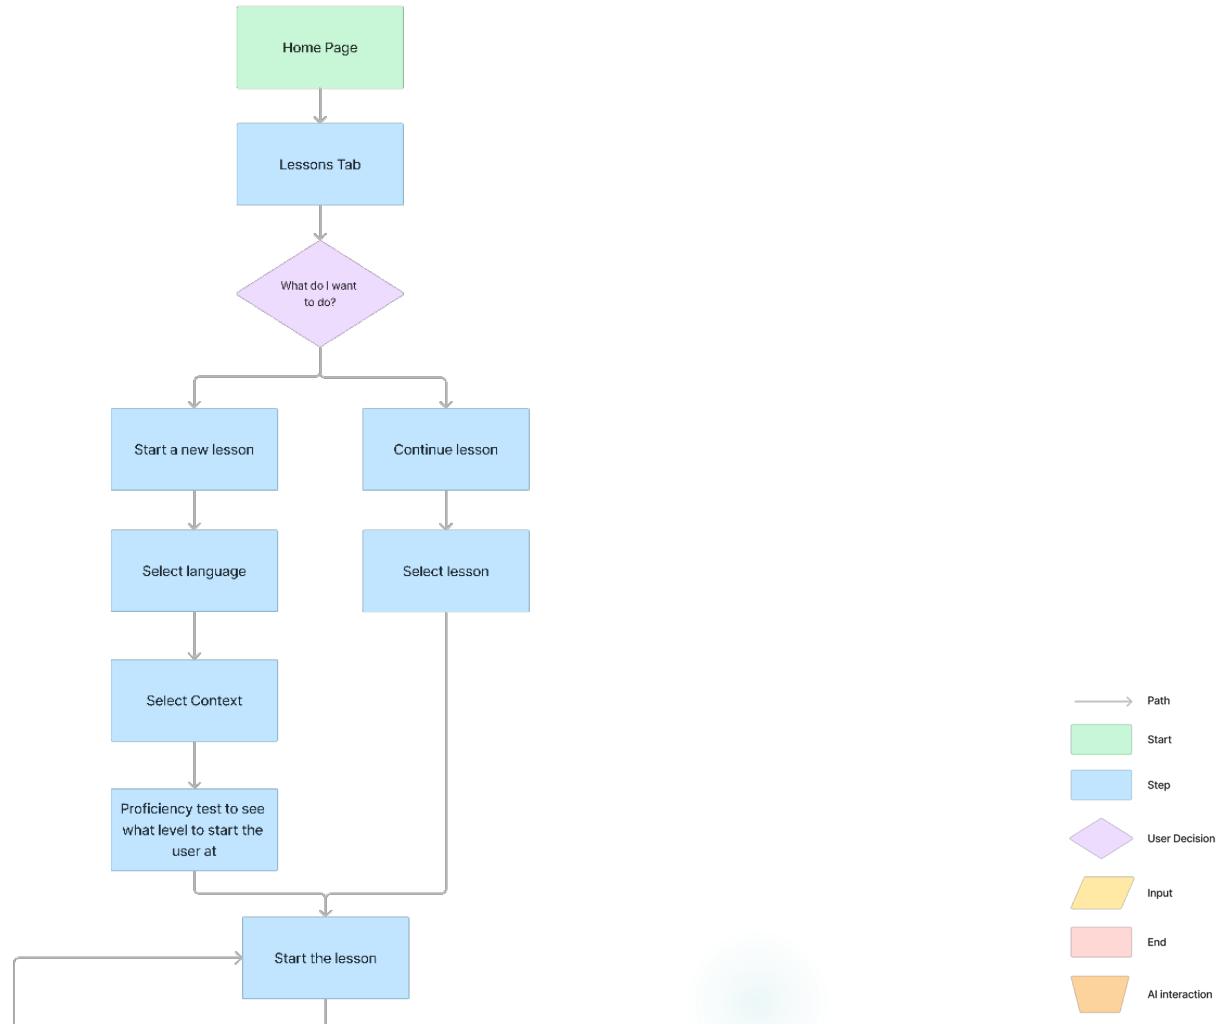 Home Page
Lessons Tab
What do I want
to do?
Start a new lesson
Continue lesson
Select language
Select lesson
Select Context
Proficiency test to see
what level to start the
user at
Start the lesson
Path
Start
Step
User Decision
Input
End
AI interaction